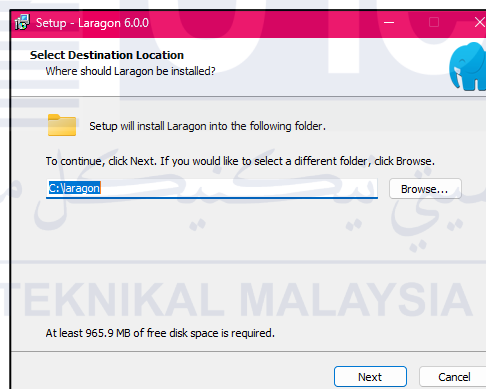 Setup - Laragon 6.0.0
Select Destination Location
Where should Laragon be installed?
Setup will install Laragon into the following folder.
To continue, click Next. If you would like to select a different folder, click Browse.
C:\laragon
Browse...
TEKNIKAL MALAYSIA
At least 965.9 MB of free disk space is required.
Next
Cancel